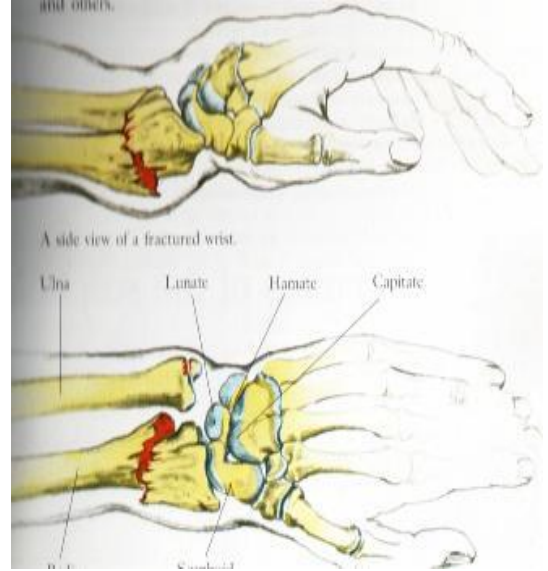 and others.
A side view of a fractured wrist.
Ulna Lunate Hamate Capitate